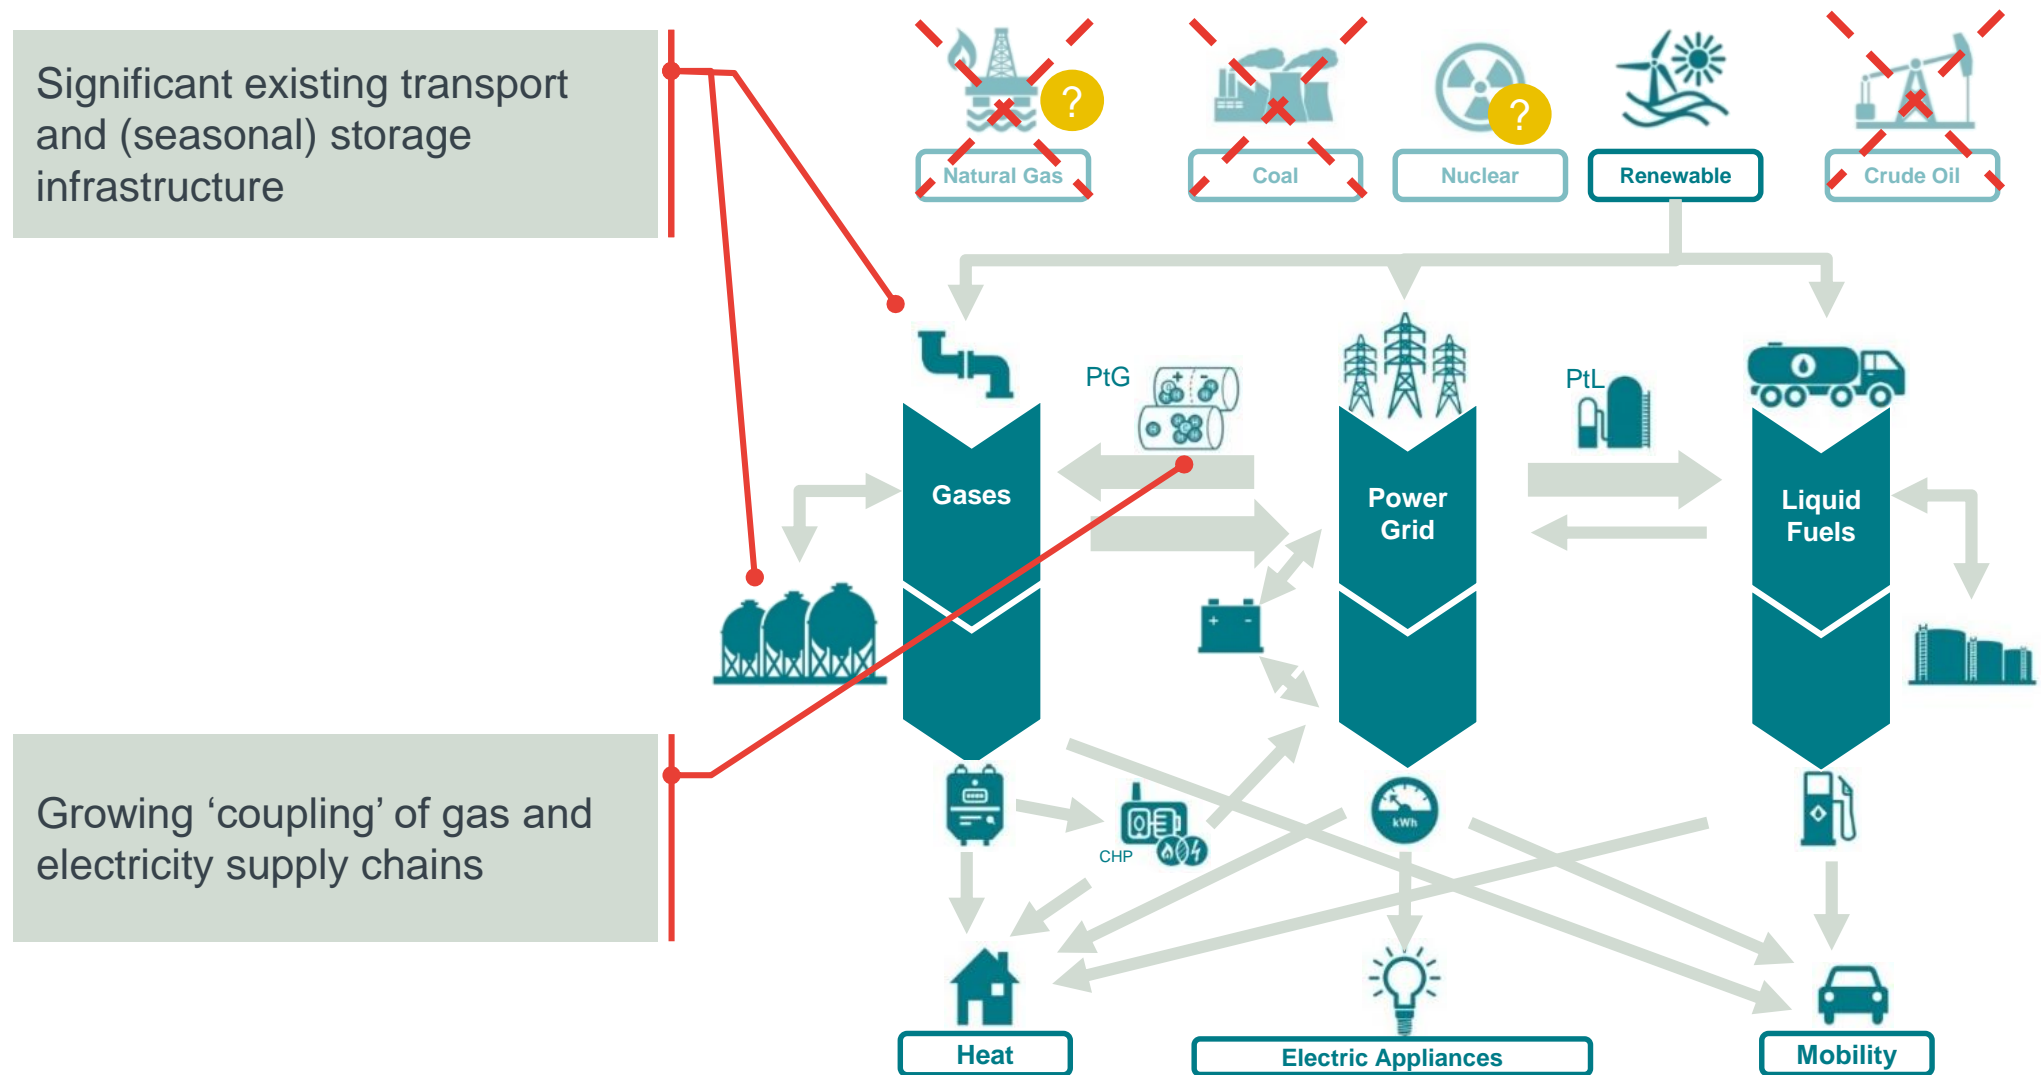 Significant existing transport
and (seasonal) storage
infrastructure
?
?
Natural Gas
Coal
Nuclear
Renewable
Crude Oil
PtG
+ -
PtL
Gases
Power
Grid
Liquid
Fuels
+ -
Growing ‘coupling’ of gas and
electricity supply chains
kWh
CHP
Heat
Electric Appliances
Mobility